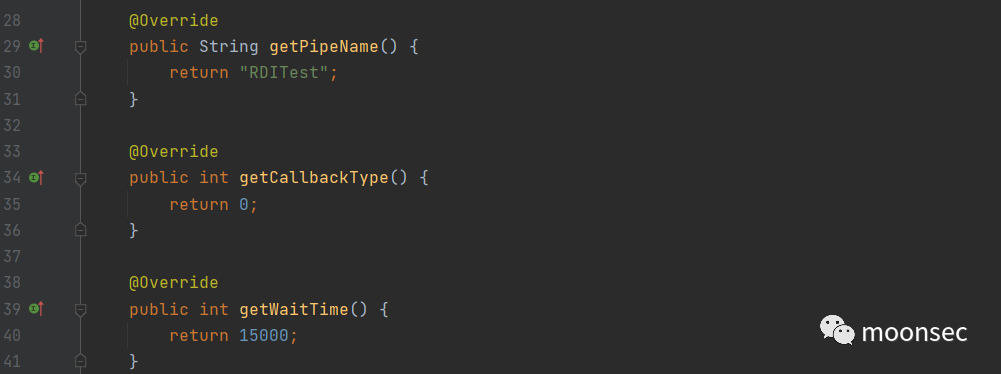 28 @Override
29 public String getPipeName() {
30 return "RDITest";
31 }
32
33 @Override
34 public int getCallbackType() {
35 return 0;
36 }
37
38 @Override
39 public int getWaitTime() {
40 return 15000;
41 }
moonsec